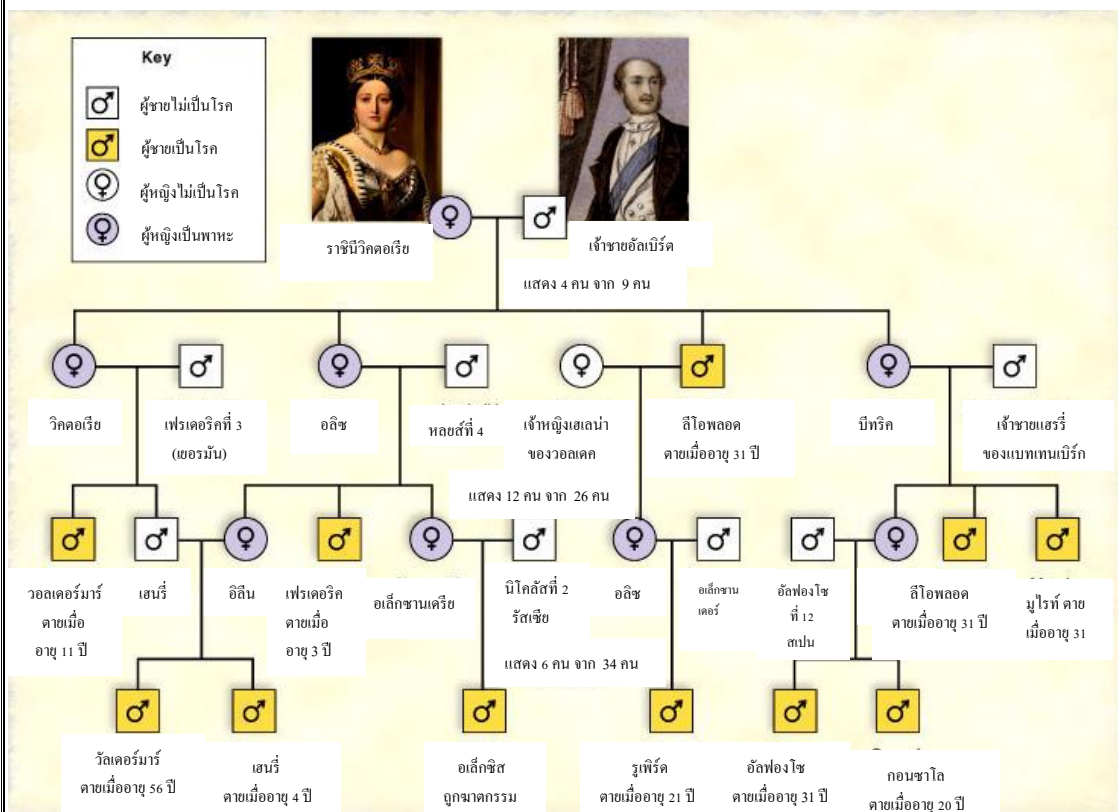 Key
ผู้ชายไม่เป็นโรค
ผู้ชายเป็นโรค
ผู้หญิงไม่เป็นโรค
ผู้หญิงเป็นพาหะ
ราชินีวิคตอเรีย
เจ้าชายอัลเบิร์ต
แสดง 4 คน จาก 9 คน
วิคตอเรีย
เฟรเดอริคที่ 3
(เยอรมัน)
อลิซ
หลุยส์ที่ 4
เจ้าหญิงเฮเลน่า
ของวอลเดค
ลีโอพลอด
ตายเมื่ออายุ 31 ปี
บีทริค
เจ้าชายแฮรรี่
ของแบทเทนเบิร์ก
แสดง 12 คน จาก 26 คน
วอลเดอร์มาร์
ตายเมื่อ
อายุ 11 ปี
เฮนรี่
อิลีน
เฟรเดอริค
ตายเมื่อ
อายุ 3 ปี
อเล็กซานเดรีย
นิโคลัสที่ 2
รัสเซีย
อลิซ
อเล็กซาน
เดอร์
อัลฟองโซ
ที่ 12
สเปน
ลีโอพลอด
ตายเมื่ออายุ 31 ปี
มูไรท์ ตาย
เมื่ออายุ 31
แสดง 6 คน จาก 34 คน
วัลเดอร์มาร์
ตายเมื่ออายุ 56 ปี
เฮนรี่
ตายเมื่ออายุ 4 ปี
อเล็กซิส
ถูกฆาตกรรม
รูเพิร์ด
ตายเมื่ออายุ 21 ปี
อัลฟองโซ
ตายเมื่ออายุ 31 ปี
กอนซาโล
ตายเมื่ออายุ 20 ปี